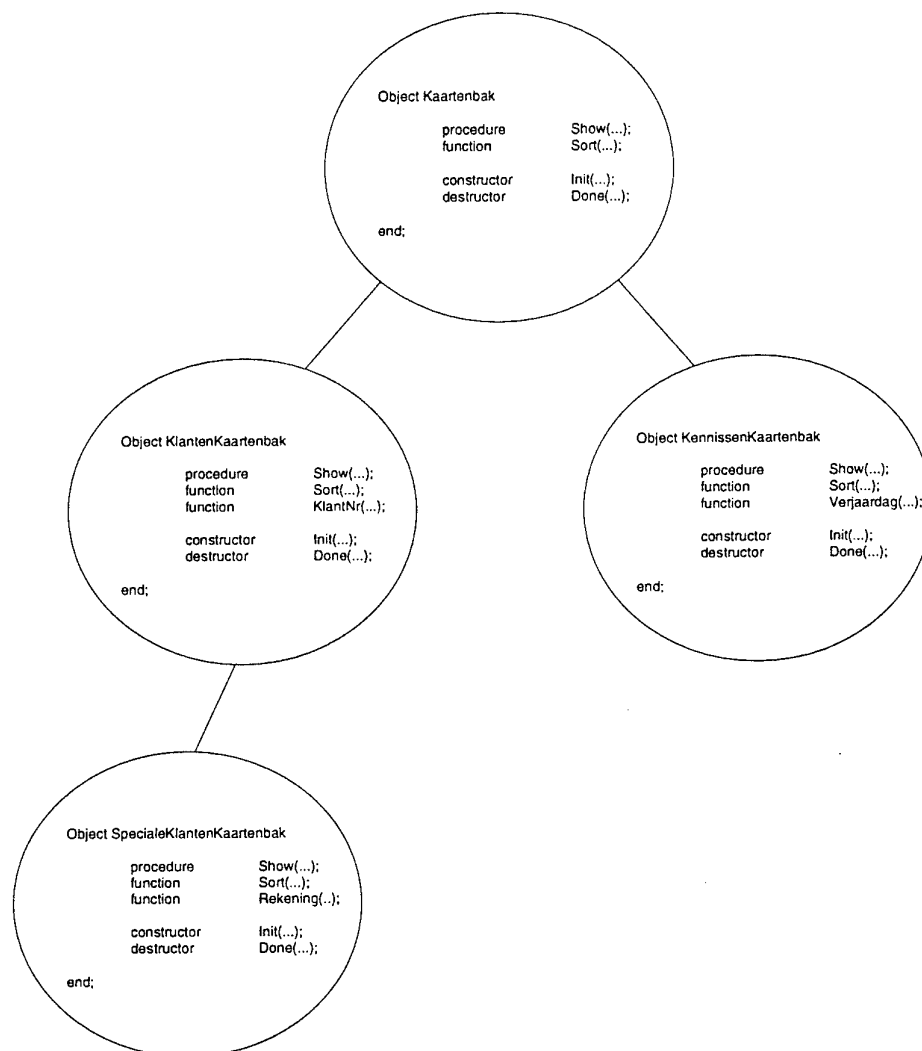 Object Kaartenbak
procedure Show(...);
function Sort(...);
constructor Init(...);
destructor Done(...);
end;
Object KlantenKaartenbak
procedure Show(...);
function Sort(...);
function KlantNr(...);
constructor Init(...);
destructor Done(...);
end;
Object KennissenKaartenbak
procedure Show(...);
function Sort(...);
function Verjaardag(...);
constructor Init(...);
destructor Done(...);
end;
Object SpecialeKlantenKaartenbak
procedure Show(...);
function Sort(...);
function Rekening(..);
constructor Init(...);
destructor Done(...);
end;